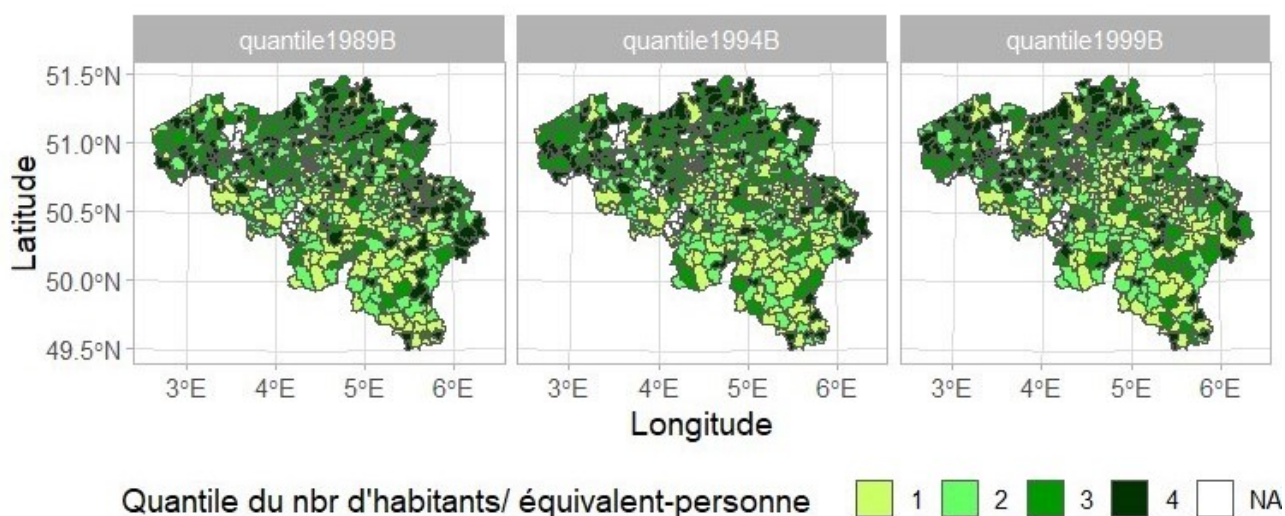 quantile1989B quantile1994B quantile1999B
51.5°N
51.0°N
50.5°N
50.0°N
49.5°N
Latitude
3°E 4°E 5°E 6°E 3°E 4°E 5°E 6°E 3°E 4°E 5°E 6°E
Longitude
Quantile du nbr d'habitants/ équivalent-personne 1 2 3 4 NA